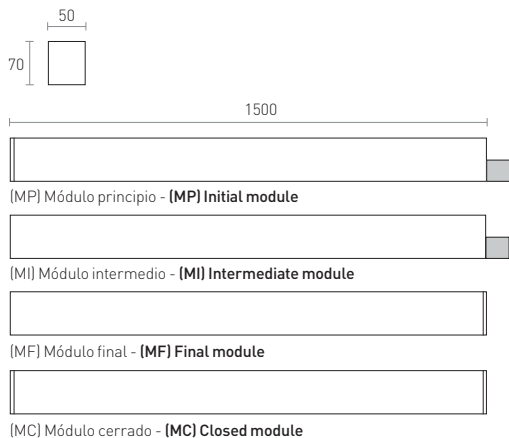 50
70
1500
(MP) Módulo principio - (MP) Initial module
(MI) Módulo intermedio - (MI) Intermediate module
(MF) Módulo final - (MF) Final module
(MC) Módulo cerrado - (MC) Closed module